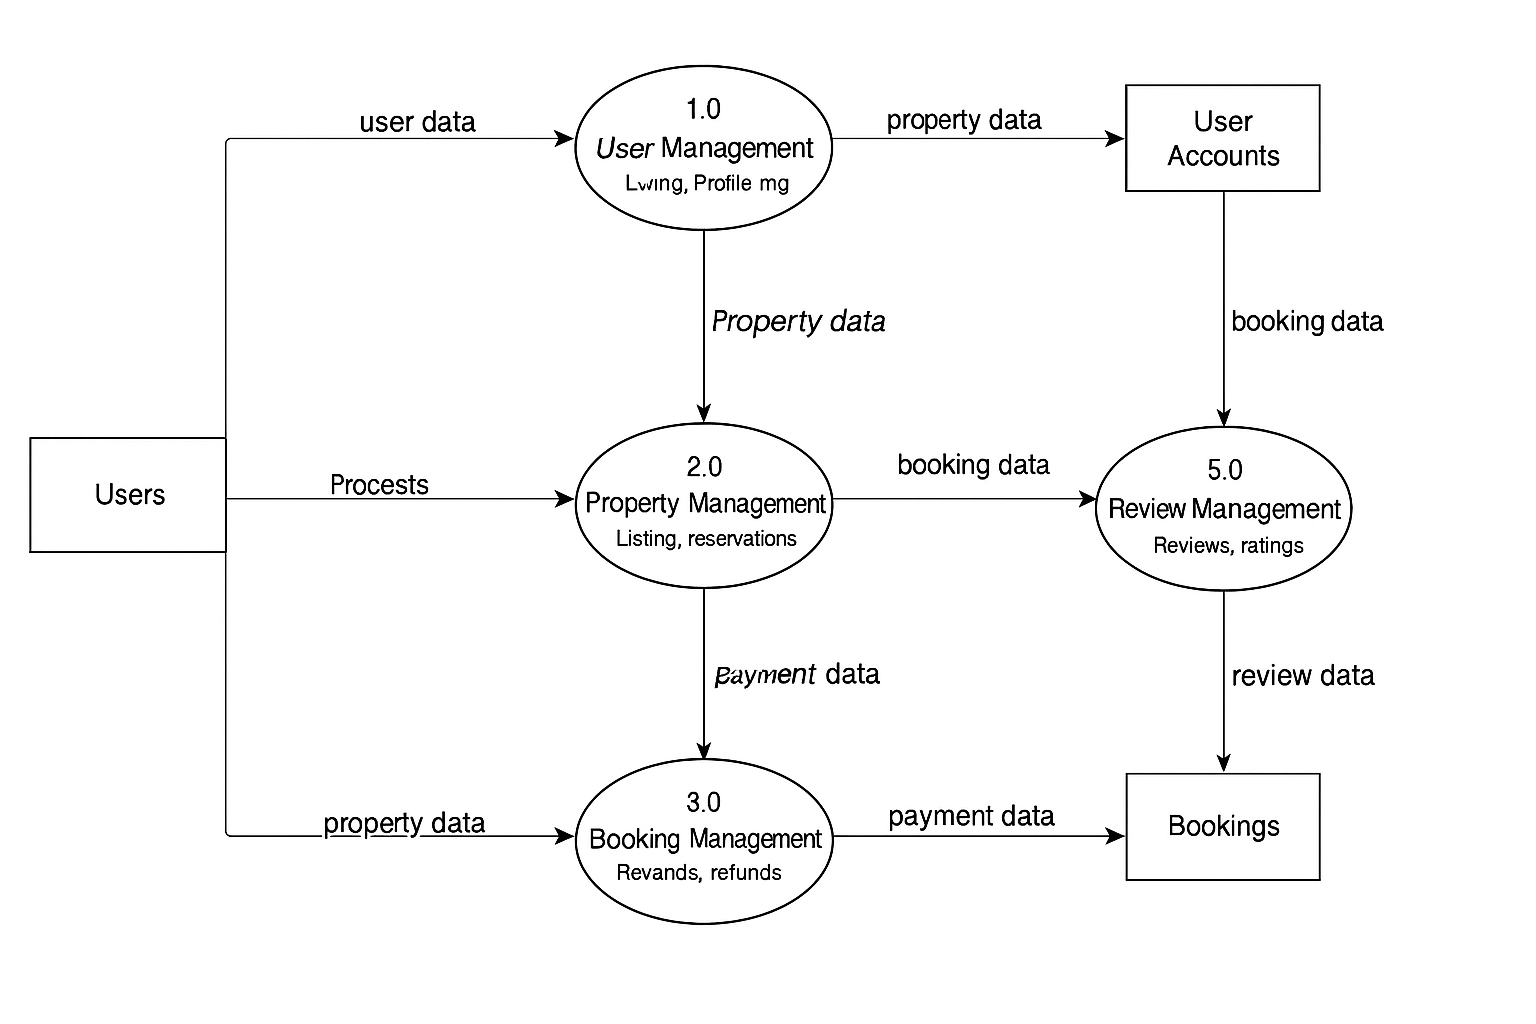 user data
1.0
User Management
Profile mg
property data
User
Accounts
Property data
booking data
Users
Procests
2.0
Property Management
Listing, reservations
booking data
5.0
Review Management
Reviews, ratings
Payment data
review data
property data
3.0
Booking Management
Revands, refunds
payment data
Bookings